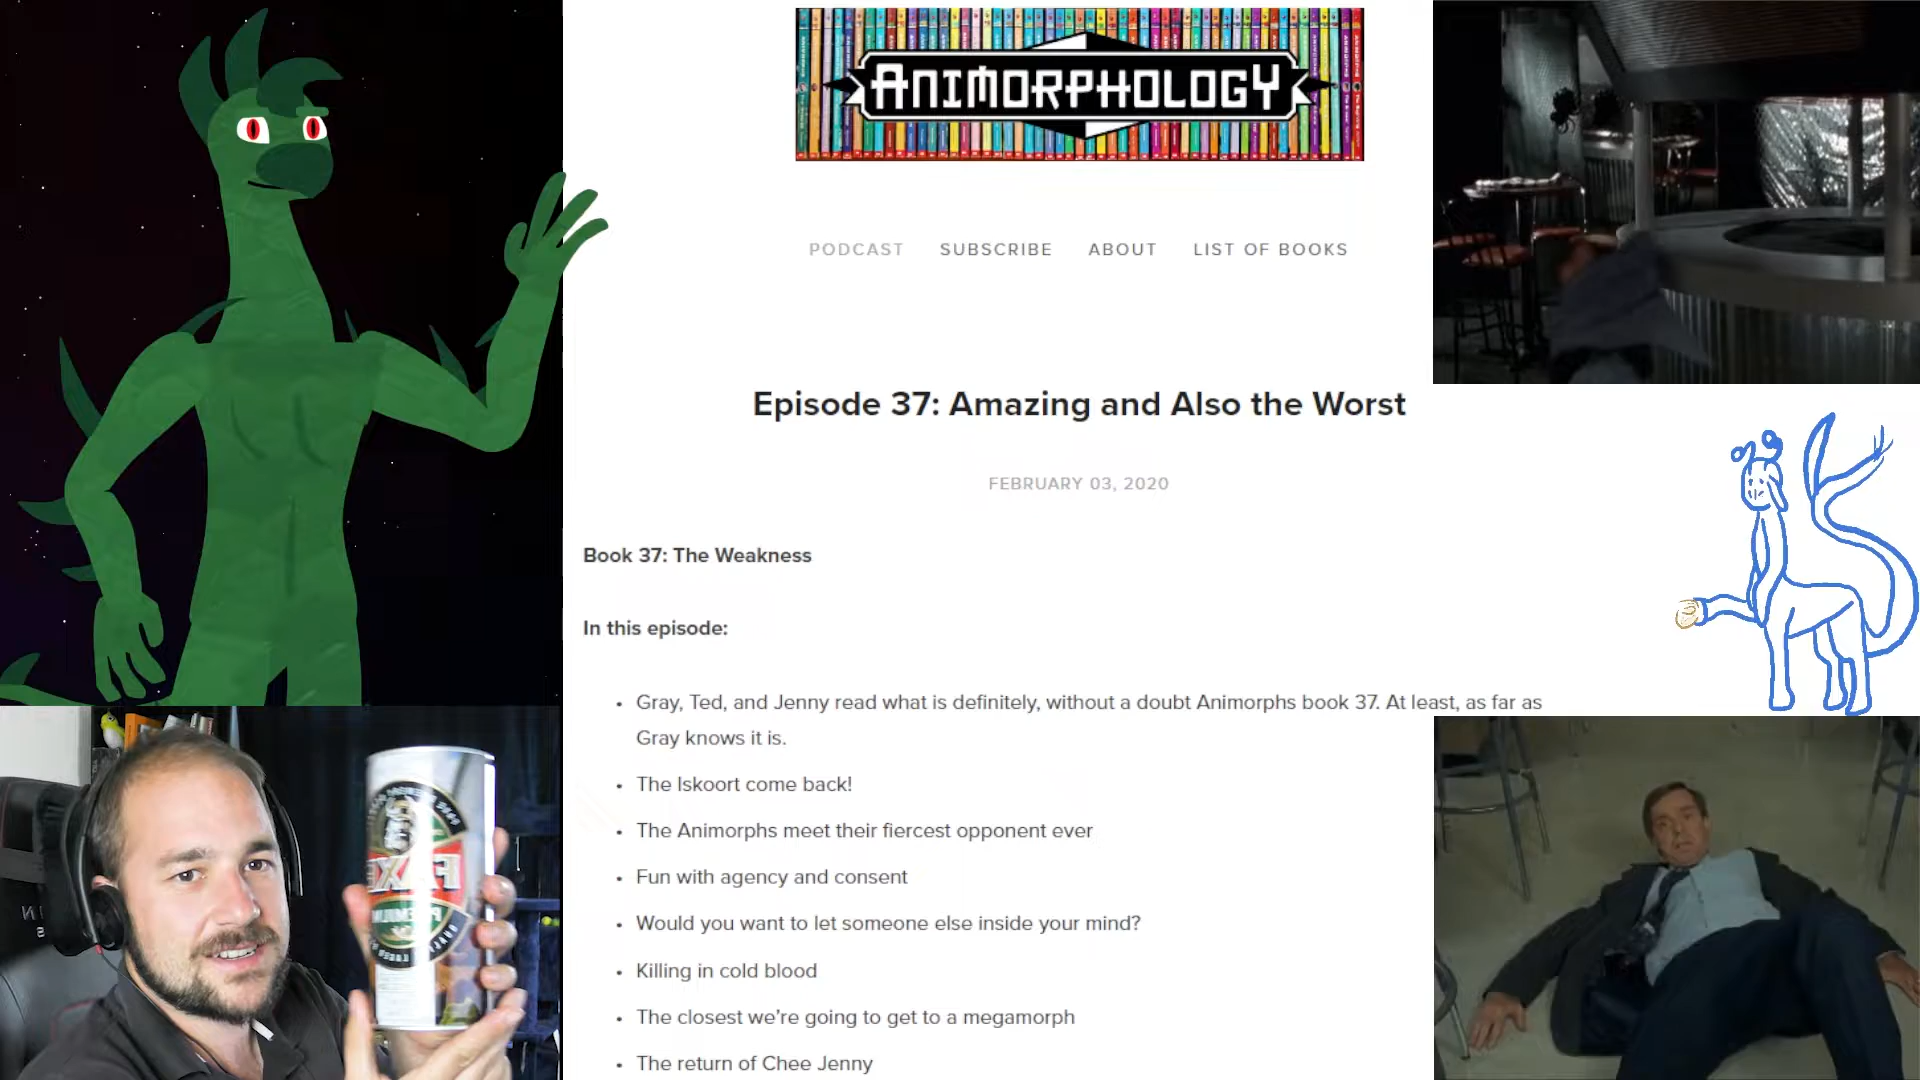 ANIMORPHOLOGY
PODCAST SUBSCRIBE ABOUT LIST OF BOOKS
Episode 37: Amazing and Also the Worst
FEBRUARY 03, 2020
Book 37: The Weakness
In this episode:
Gray, Ted, and Jenny read what is definitely, without a doubt Animorphs book 37. At least, as far as
Gray knows it is.
The Iskoort come back!
The Animorphs meet their fiercest opponent ever
Fun with agency and consent
Would you want to let someone else inside your mind?
Killing in cold blood
The closest we're going to get to a megamorph
The return of Chee Jenny
FAXE
PREMIUM